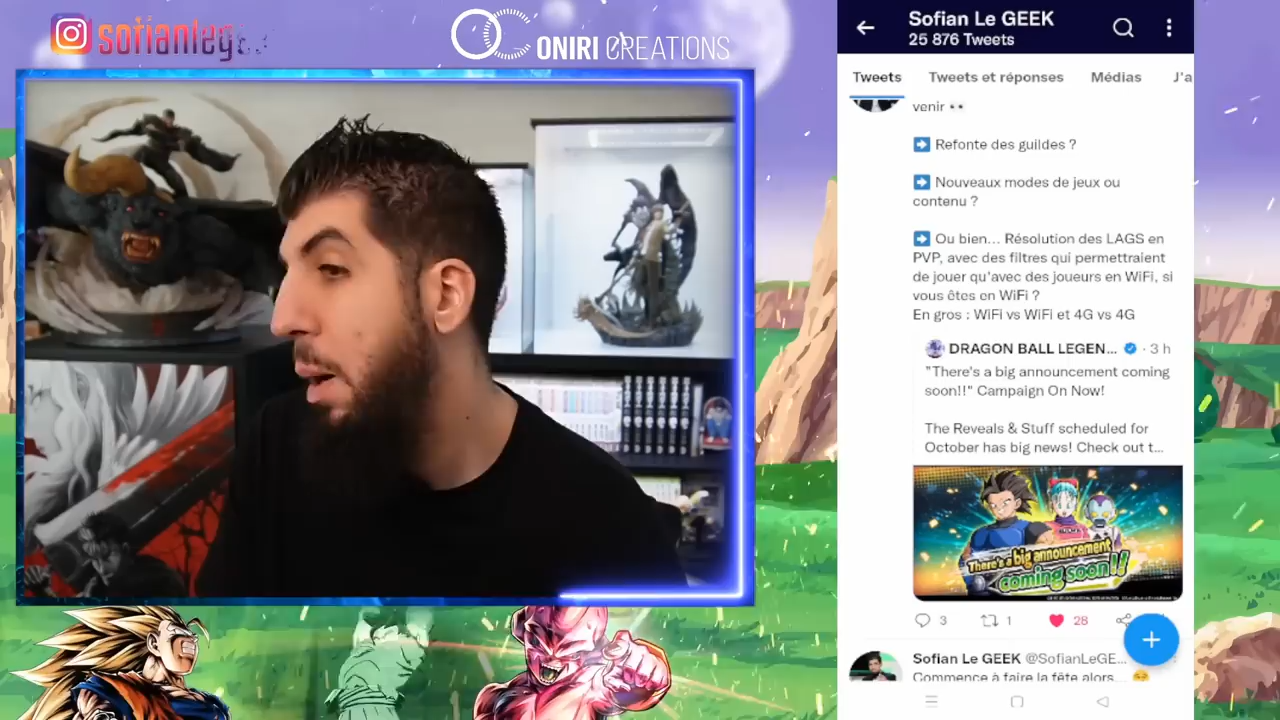 sofianleg
ONIRI CREATIONS
Sofian Le GEEK
25 876 Tweets
Tweets
Tweets et réponses
Médias
J'a
venir 👀
➡️ Refonte des guildes ?
➡️ Nouveaux modes de jeux ou
contenu ?
➡️ Ou bien... Résolution des LAGS en
PVP, avec des filtres qui permettraient
de jouer qu'avec des joueurs en WiFi, si
vous êtes en WiFi ?
En gros : WiFi vs WiFi et 4G vs 4G
DRAGON BALL LEGEN... · 3 h
"There's a big announcement coming
soon!!" Campaign On Now!
The Reveals & Stuff scheduled for
October has big news! Check out t...
There's a big announcement
coming soon!!
3
1
28
Sofian Le GEEK @SofianLeGE...
Commence à faire la fête alors...